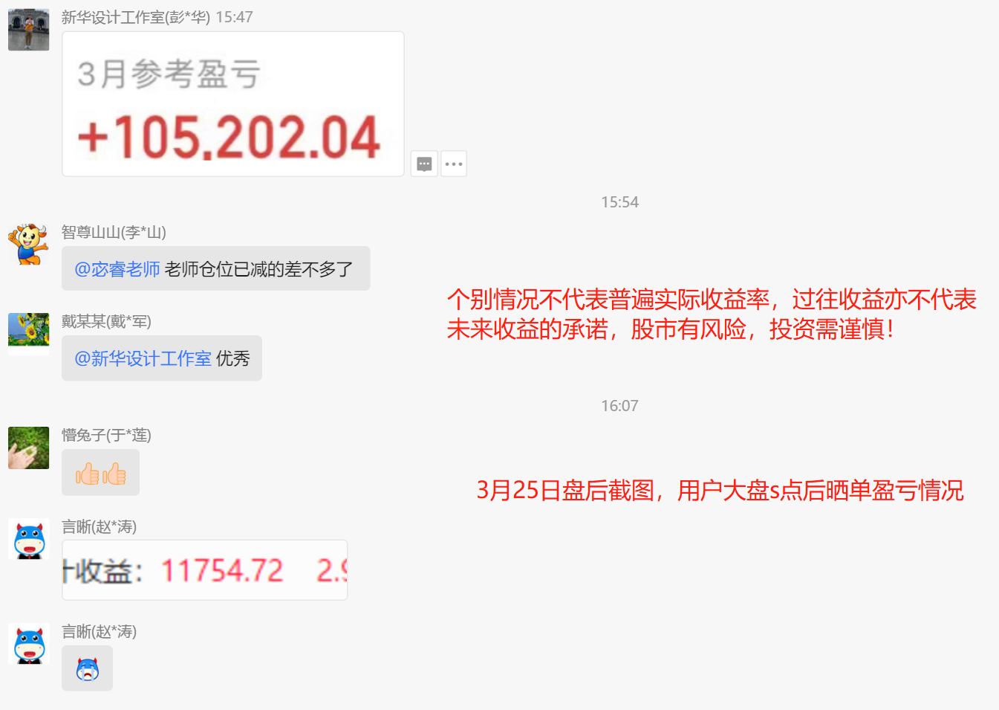 新华设计工作室(彭*华) 15:47
3月参考盈亏
+105,202.04
15:54
智尊山山(李*山)
@宓睿老师 老师仓位已减的差不多了
个别情况不代表普遍实际收益率，过往收益亦不代表
未来收益的承诺，股市有风险，投资需谨慎！
戴某某(戴*军)
@新华设计工作室 优秀
16:07
懵兔子(于*莲)
3月25日盘后截图，用户大盘s点后晒单盈亏情况
言晰(赵*涛)
收益：11754.72 2.9
言晰(赵*涛)